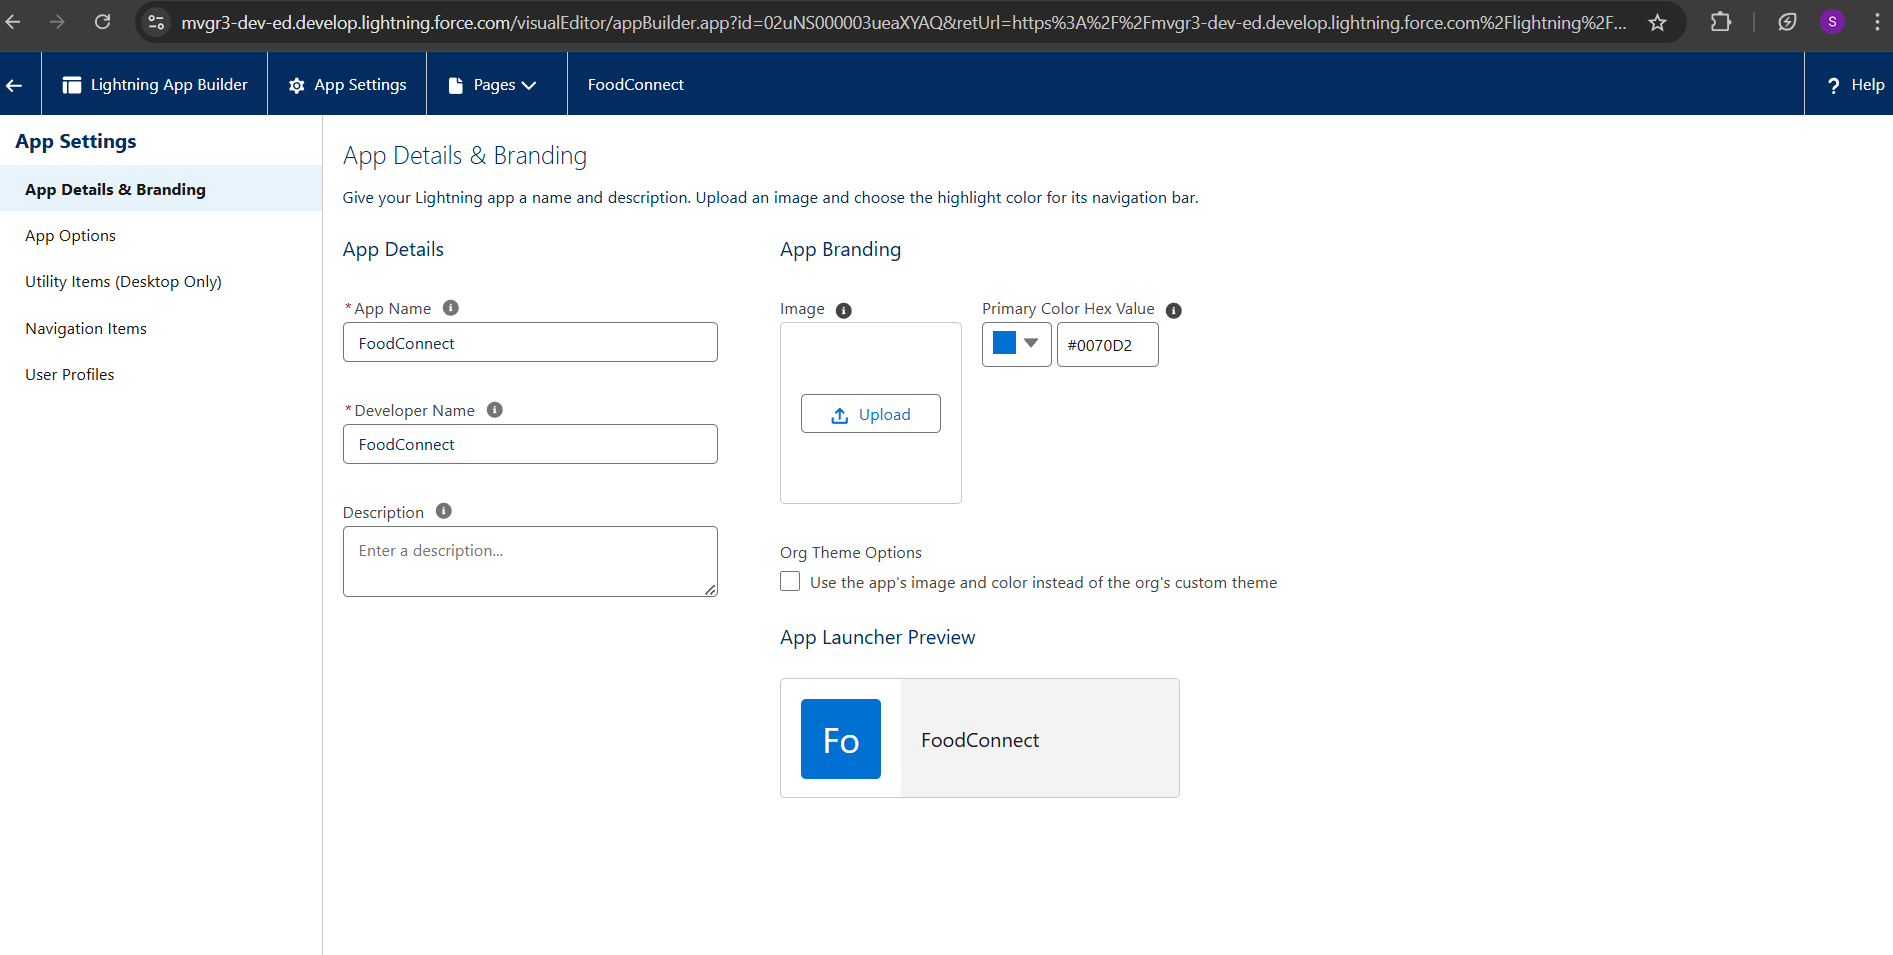 mvgr3-dev-ed.develop.lightning.force.com/visualEditor/appBuilder.app?id=02uNS000003ueaXYAQ&retUrl=https%3A%2F%2Fmvgr3-dev-ed.develop.lightning.force.com%2Flightning%2F...
S
Lightning App Builder
App Settings
Pages
FoodConnect
? Help
App Settings
App Details & Branding
App Options
Utility Items (Desktop Only)
Navigation Items
User Profiles
App Details & Branding
Give your Lightning app a name and description. Upload an image and choose the highlight color for its navigation bar.
App Details
*App Name
FoodConnect
*Developer Name
FoodConnect
Description
Enter a description...
App Branding
Image
Upload
Primary Color Hex Value
#0070D2
Org Theme Options
Use the app's image and color instead of the org's custom theme
App Launcher Preview
Fo
FoodConnect